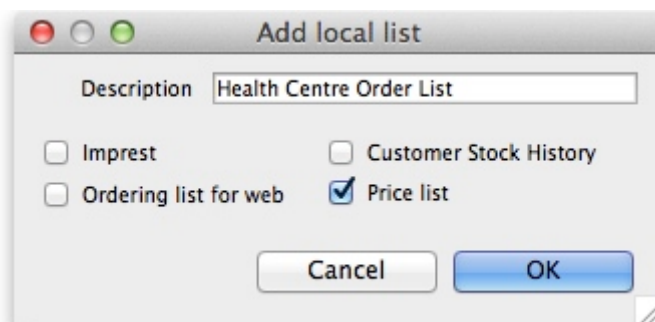 Add local list
Description Health Centre Order List
Imprest Customer Stock History
Ordering list for web Price list
Cancel OK